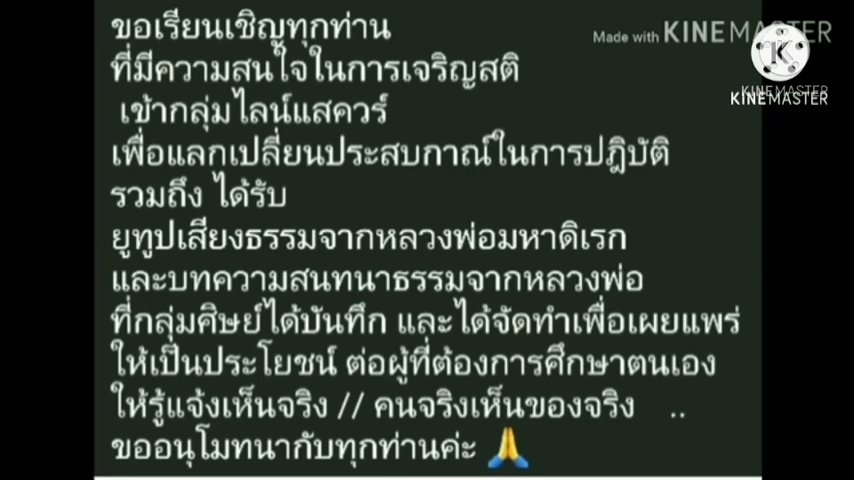 ขอเรียนเชิญทุกท่าน
ที่มีความสนใจในการเจริญสติ
เข้ากลุ่มไลน์แสควร์
เพื่อแลกเปลี่ยนประสบกาณ์ในการปฎิบัติ
รวมถึง ได้รับ
ยูทูปเสียงธรรมจากหลวงพ่อมหาดิเรก
และบทความสนทนาธรรมจากหลวงพ่อ
ที่กลุ่มศิษย์ได้บันทึก และได้จัดทำเพื่อเผยแพร่
ให้เป็นประโยชน์ ต่อผู้ที่ต้องการศึกษาตนเอง
ให้รู้แจ้งเห็นจริง // คนจริงเห็นของจริง ..
ขออนุโมทนากับทุกท่านค่ะ 🙏
Made with KINEMASTER
K
KINEMASTER
KINEMASTER